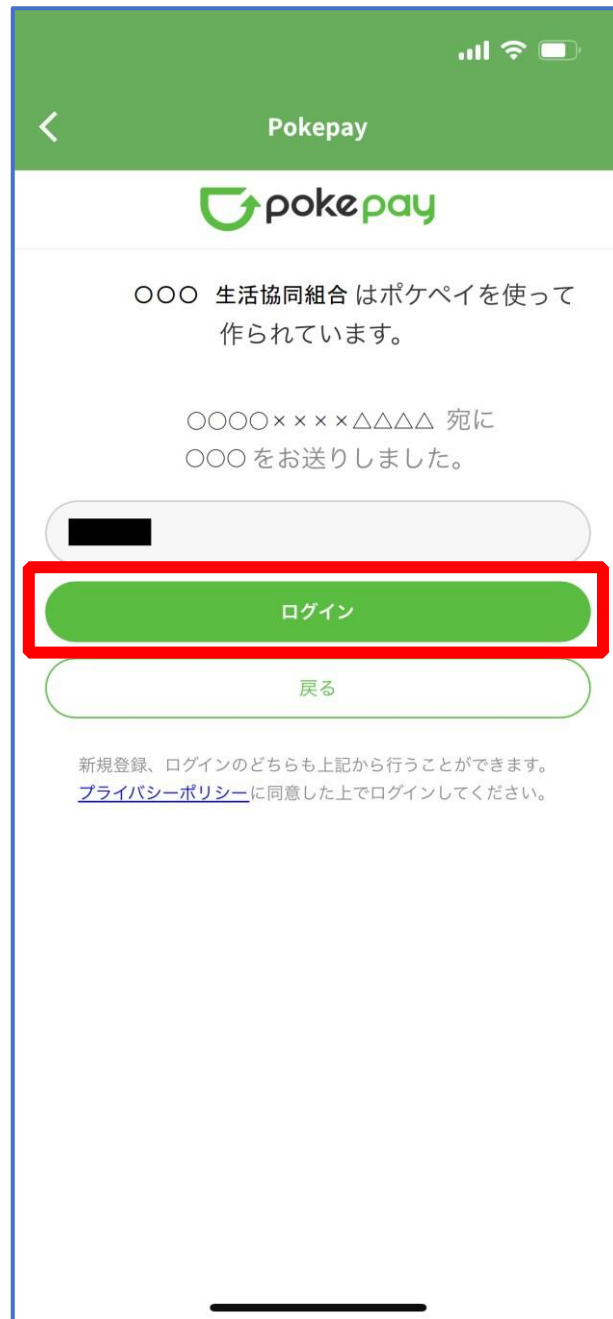 Pokepay
pokepay
○○○ 生活協同組合 はポケペイを使って
作られています。
○○○○××××△△△△ 宛に
○○○ をお送りしました。
ログイン
戻る
新規登録、ログインのどちらも上記から行うことができます。
プライバシーポリシーに同意した上でログインしてください。